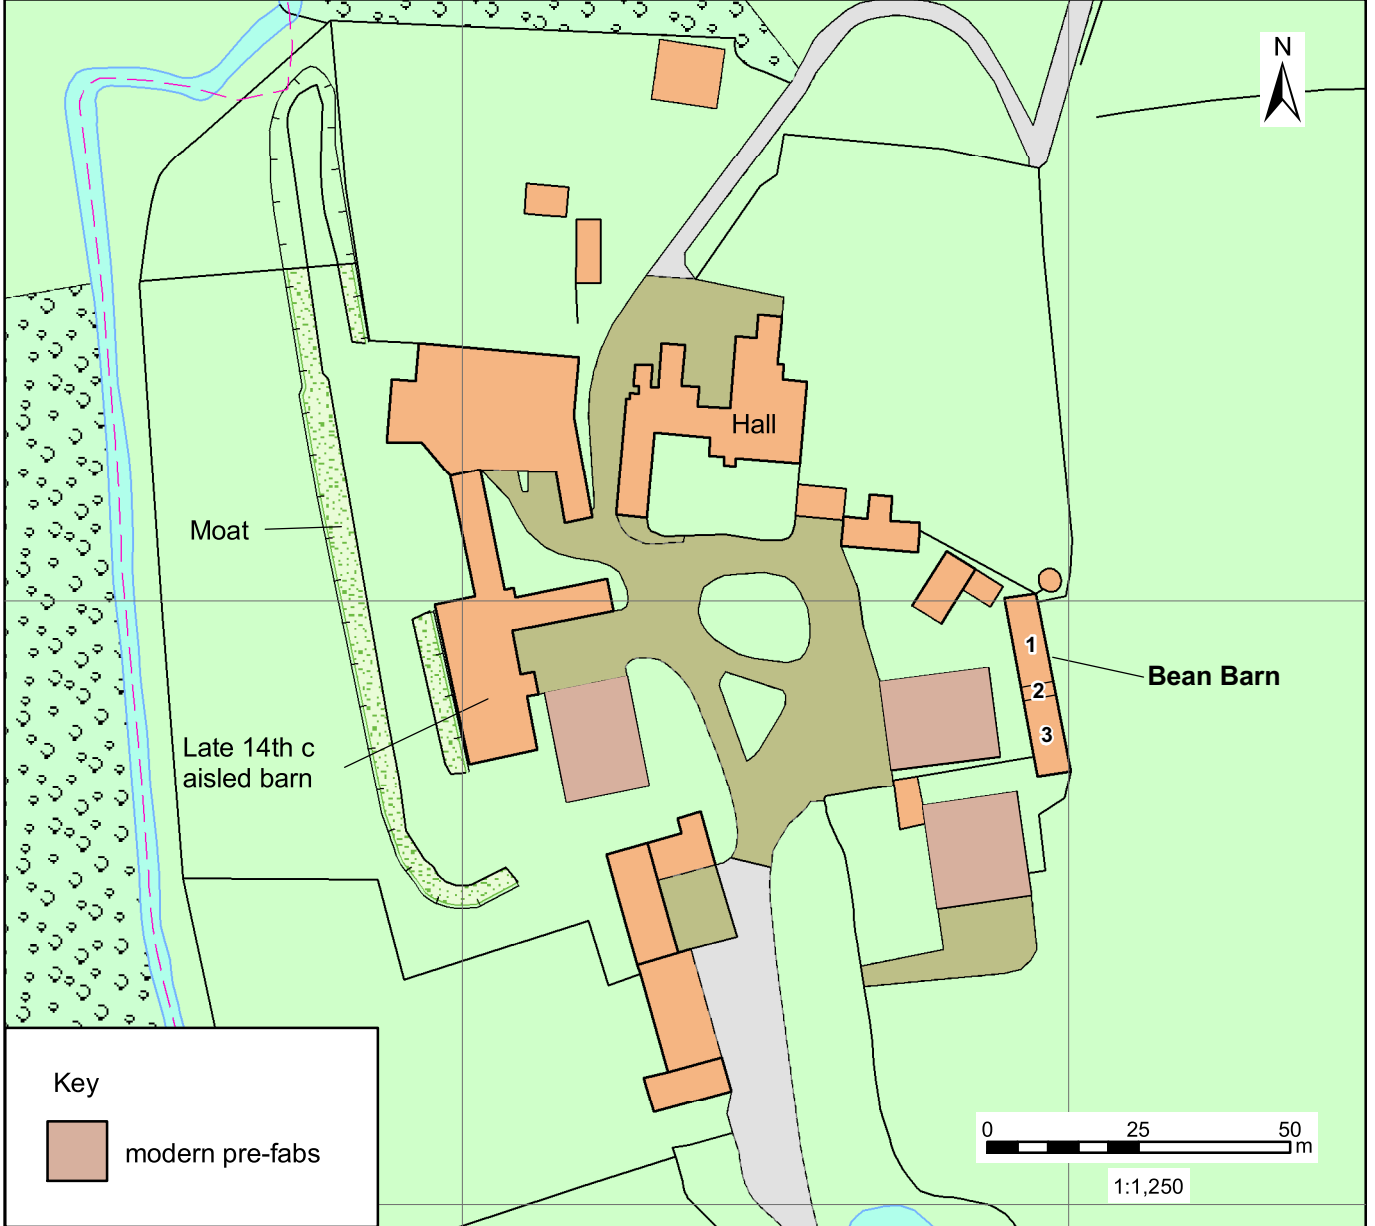 N
Hall
Moat
1
Bean Barn
2
3
Late 14th c
aisled barn
Key
modern pre-fabs
0 25 50
m
1:1,250